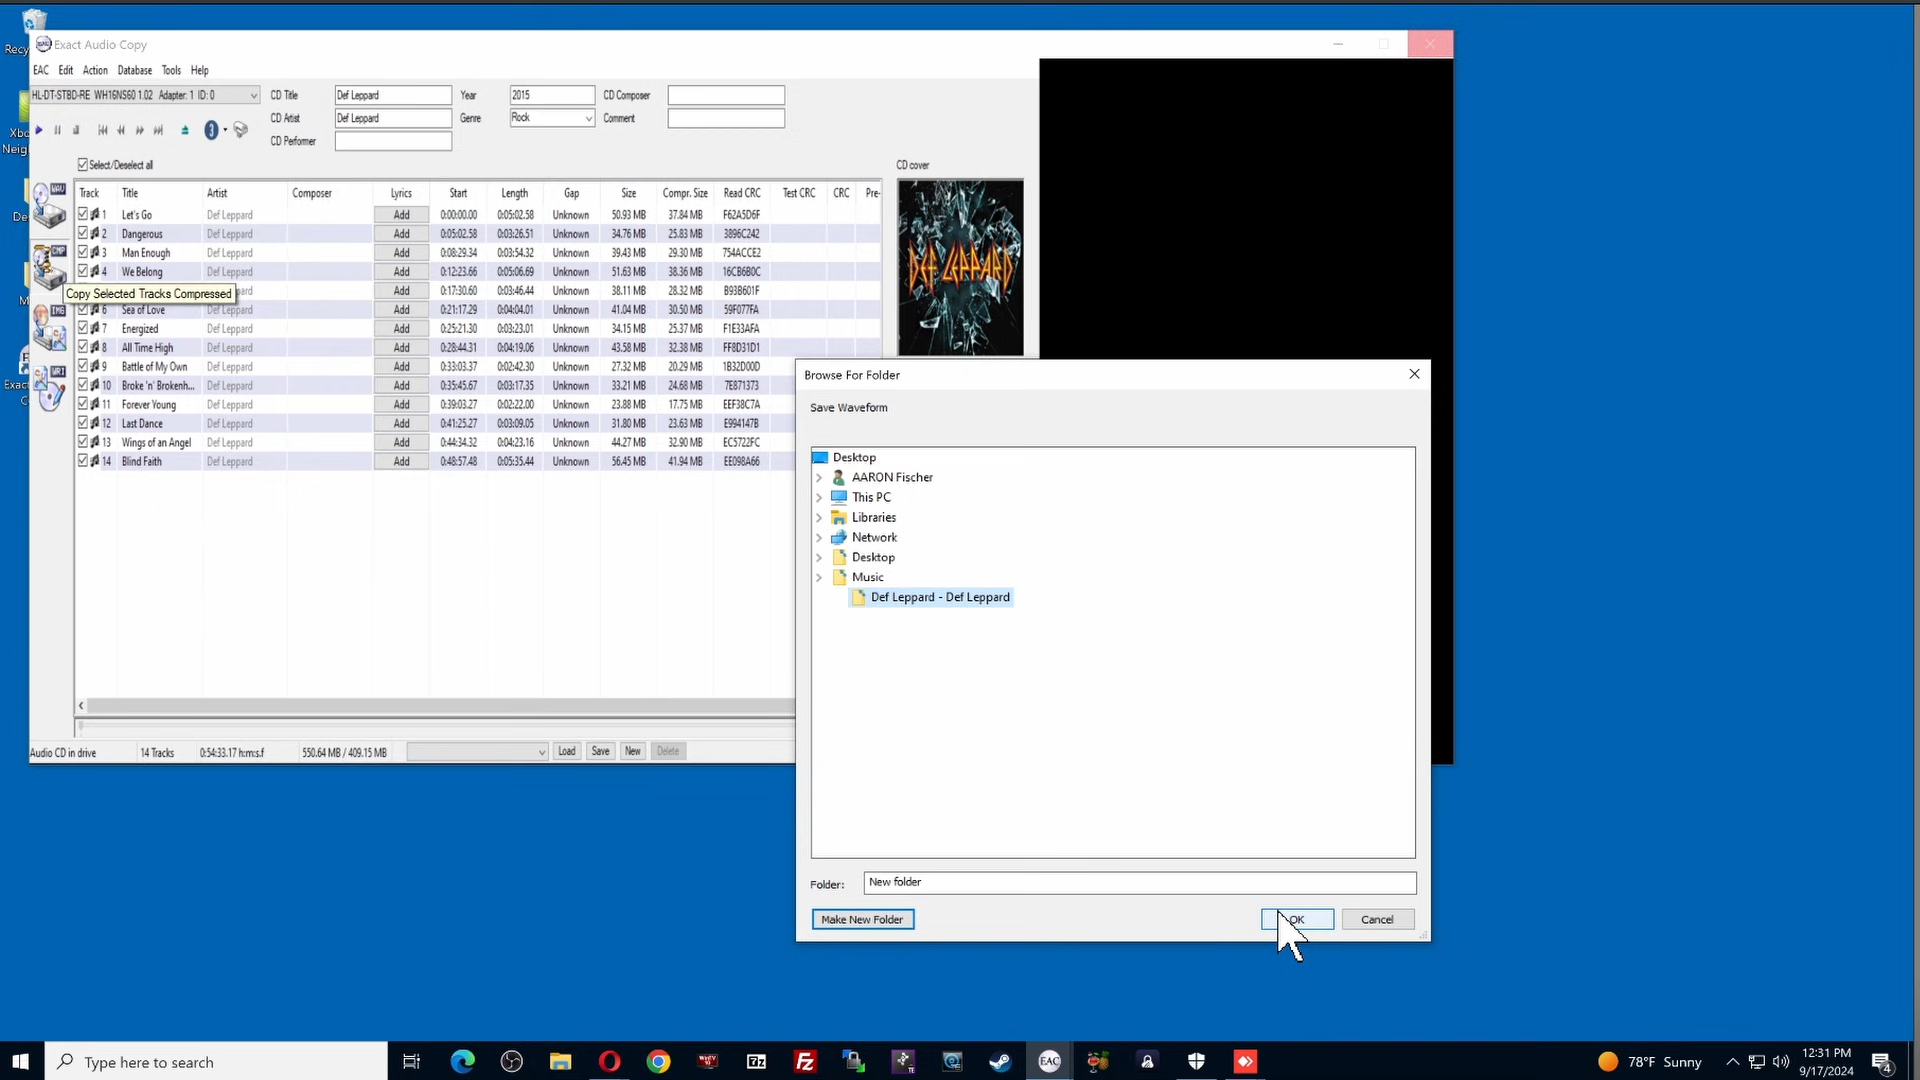 Recy
Exact Audio Copy
EAC Edit Action Database Tools Help
HL-DT-STBD-RE WH16NS60 1.02 Adapter: 1 ID: 0
CD Title Def Leppard Year 2015 CD Composer
CD Artist Def Leppard Genre Rock Comment
CD Performer
Xbo
Neigh
3
Select/Deselect all
CD cover
Track Title Artist Composer Lyrics Start Length Gap Size Compr. Size Read CRC Test CRC CRC Pre-
1 Let's Go Def Leppard Add 0:00:00.00 0:05:02.58 Unknown 50.93 MB 37.84 MB F62A5D6F
2 Dangerous Def Leppard Add 0:05:02.58 0:03:26.51 Unknown 34.76 MB 25.83 MB 3896C242
3 Man Enough Def Leppard Add 0:08:29.34 0:03:54.32 Unknown 39.43 MB 29.30 MB 754ACCE2
4 We Belong Def Leppard Add 0:12:23.66 0:05:06.69 Unknown 51.63 MB 38.36 MB 16CB6B0C
Copy Selected Tracks Compressed
Def Leppard Add 0:17:30.60 0:03:46.44 Unknown 38.11 MB 28.32 MB B93B601F
6 Sea of Love Def Leppard Add 0:21:17.29 0:04:04.01 Unknown 41.04 MB 30.50 MB 59F077FA
7 Energized Def Leppard Add 0:25:21.30 0:03:23.01 Unknown 34.15 MB 25.37 MB F1E33AFA
8 All Time High Def Leppard Add 0:28:44.31 0:04:19.06 Unknown 43.58 MB 32.38 MB FF8D31D1
9 Battle of My Own Def Leppard Add 0:33:03.37 0:02:42.30 Unknown 27.32 MB 20.29 MB 1B32D00D
10 Broke 'n' Brokenh... Def Leppard Add 0:35:45.67 0:03:17.35 Unknown 33.21 MB 24.68 MB 7E871373
11 Forever Young Def Leppard Add 0:39:03.27 0:02:22.00 Unknown 23.88 MB 17.75 MB EEF38C7A
12 Last Dance Def Leppard Add 0:41:25.27 0:03:09.05 Unknown 31.80 MB 23.63 MB E994147B
13 Wings of an Angel Def Leppard Add 0:44:34.32 0:04:23.16 Unknown 44.27 MB 32.90 MB EC5722FC
14 Blind Faith Def Leppard Add 0:48:57.48 0:05:35.44 Unknown 56.45 MB 41.94 MB EE098A66
WAV
CMP
IMG
WRI
De
M
Exac
C
DEF LEPPARD
Audio CD in drive 14 Tracks 0:54:33.17 h:m:s.f 550.64 MB / 409.15 MB Load Save New Delete
Browse For Folder
Save Waveform
Desktop
AARON Fischer
This PC
Libraries
Network
Desktop
Music
Def Leppard - Def Leppard
Folder: New folder
Make New Folder OK Cancel
Type here to search
7z
Fz
EAC
78°F Sunny
12:31 PM
9/17/2024
4